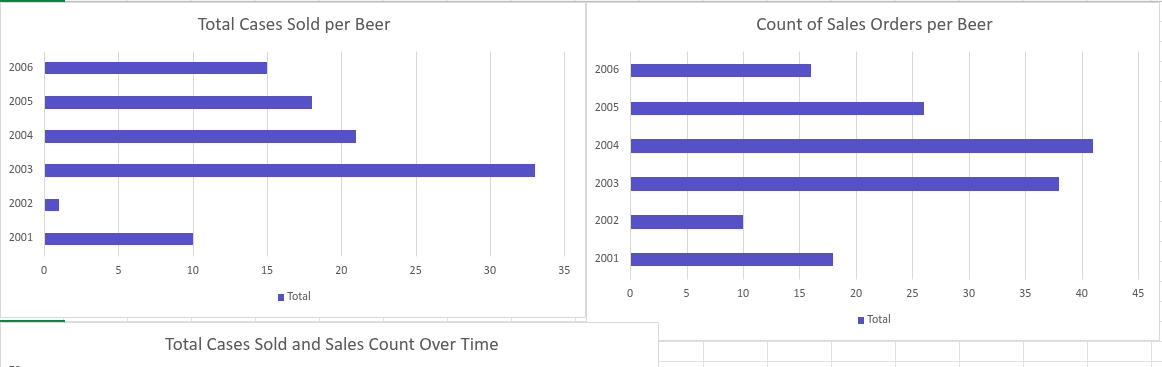 Total Cases Sold per Beer
2006
2005
2004
2003
2002
2001
0 5 10 15 20 25 30 35
Total
Count of Sales Orders per Beer
2006
2005
2004
2003
2002
2001
0 5 10 15 20 25 30 35 40 45
Total
Total Cases Sold and Sales Count Over Time